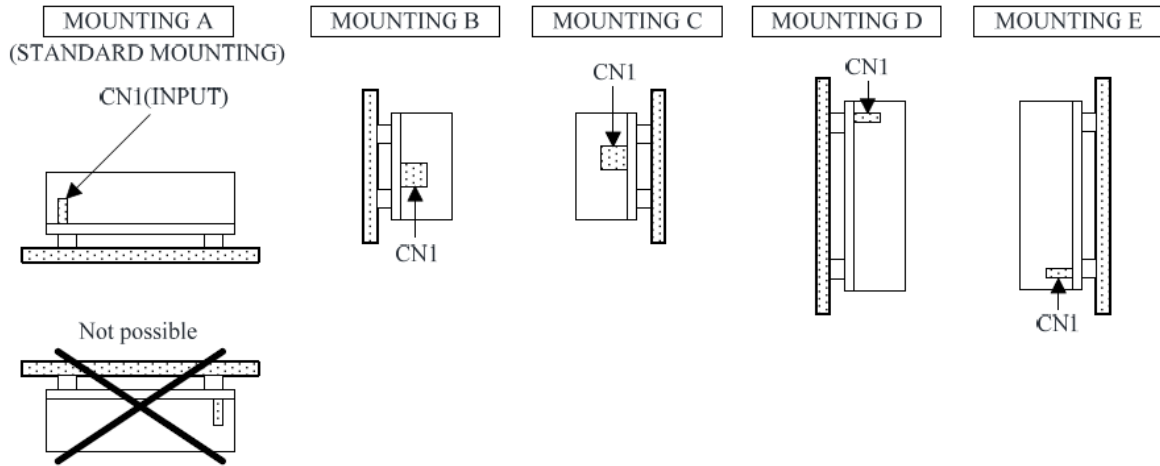 MOUNTING A
(STANDARD MOUNTING)
CN1(INPUT)
Not possible
MOUNTING B
CN1
MOUNTING C
CN1
MOUNTING D
CN1
MOUNTING E
CN1